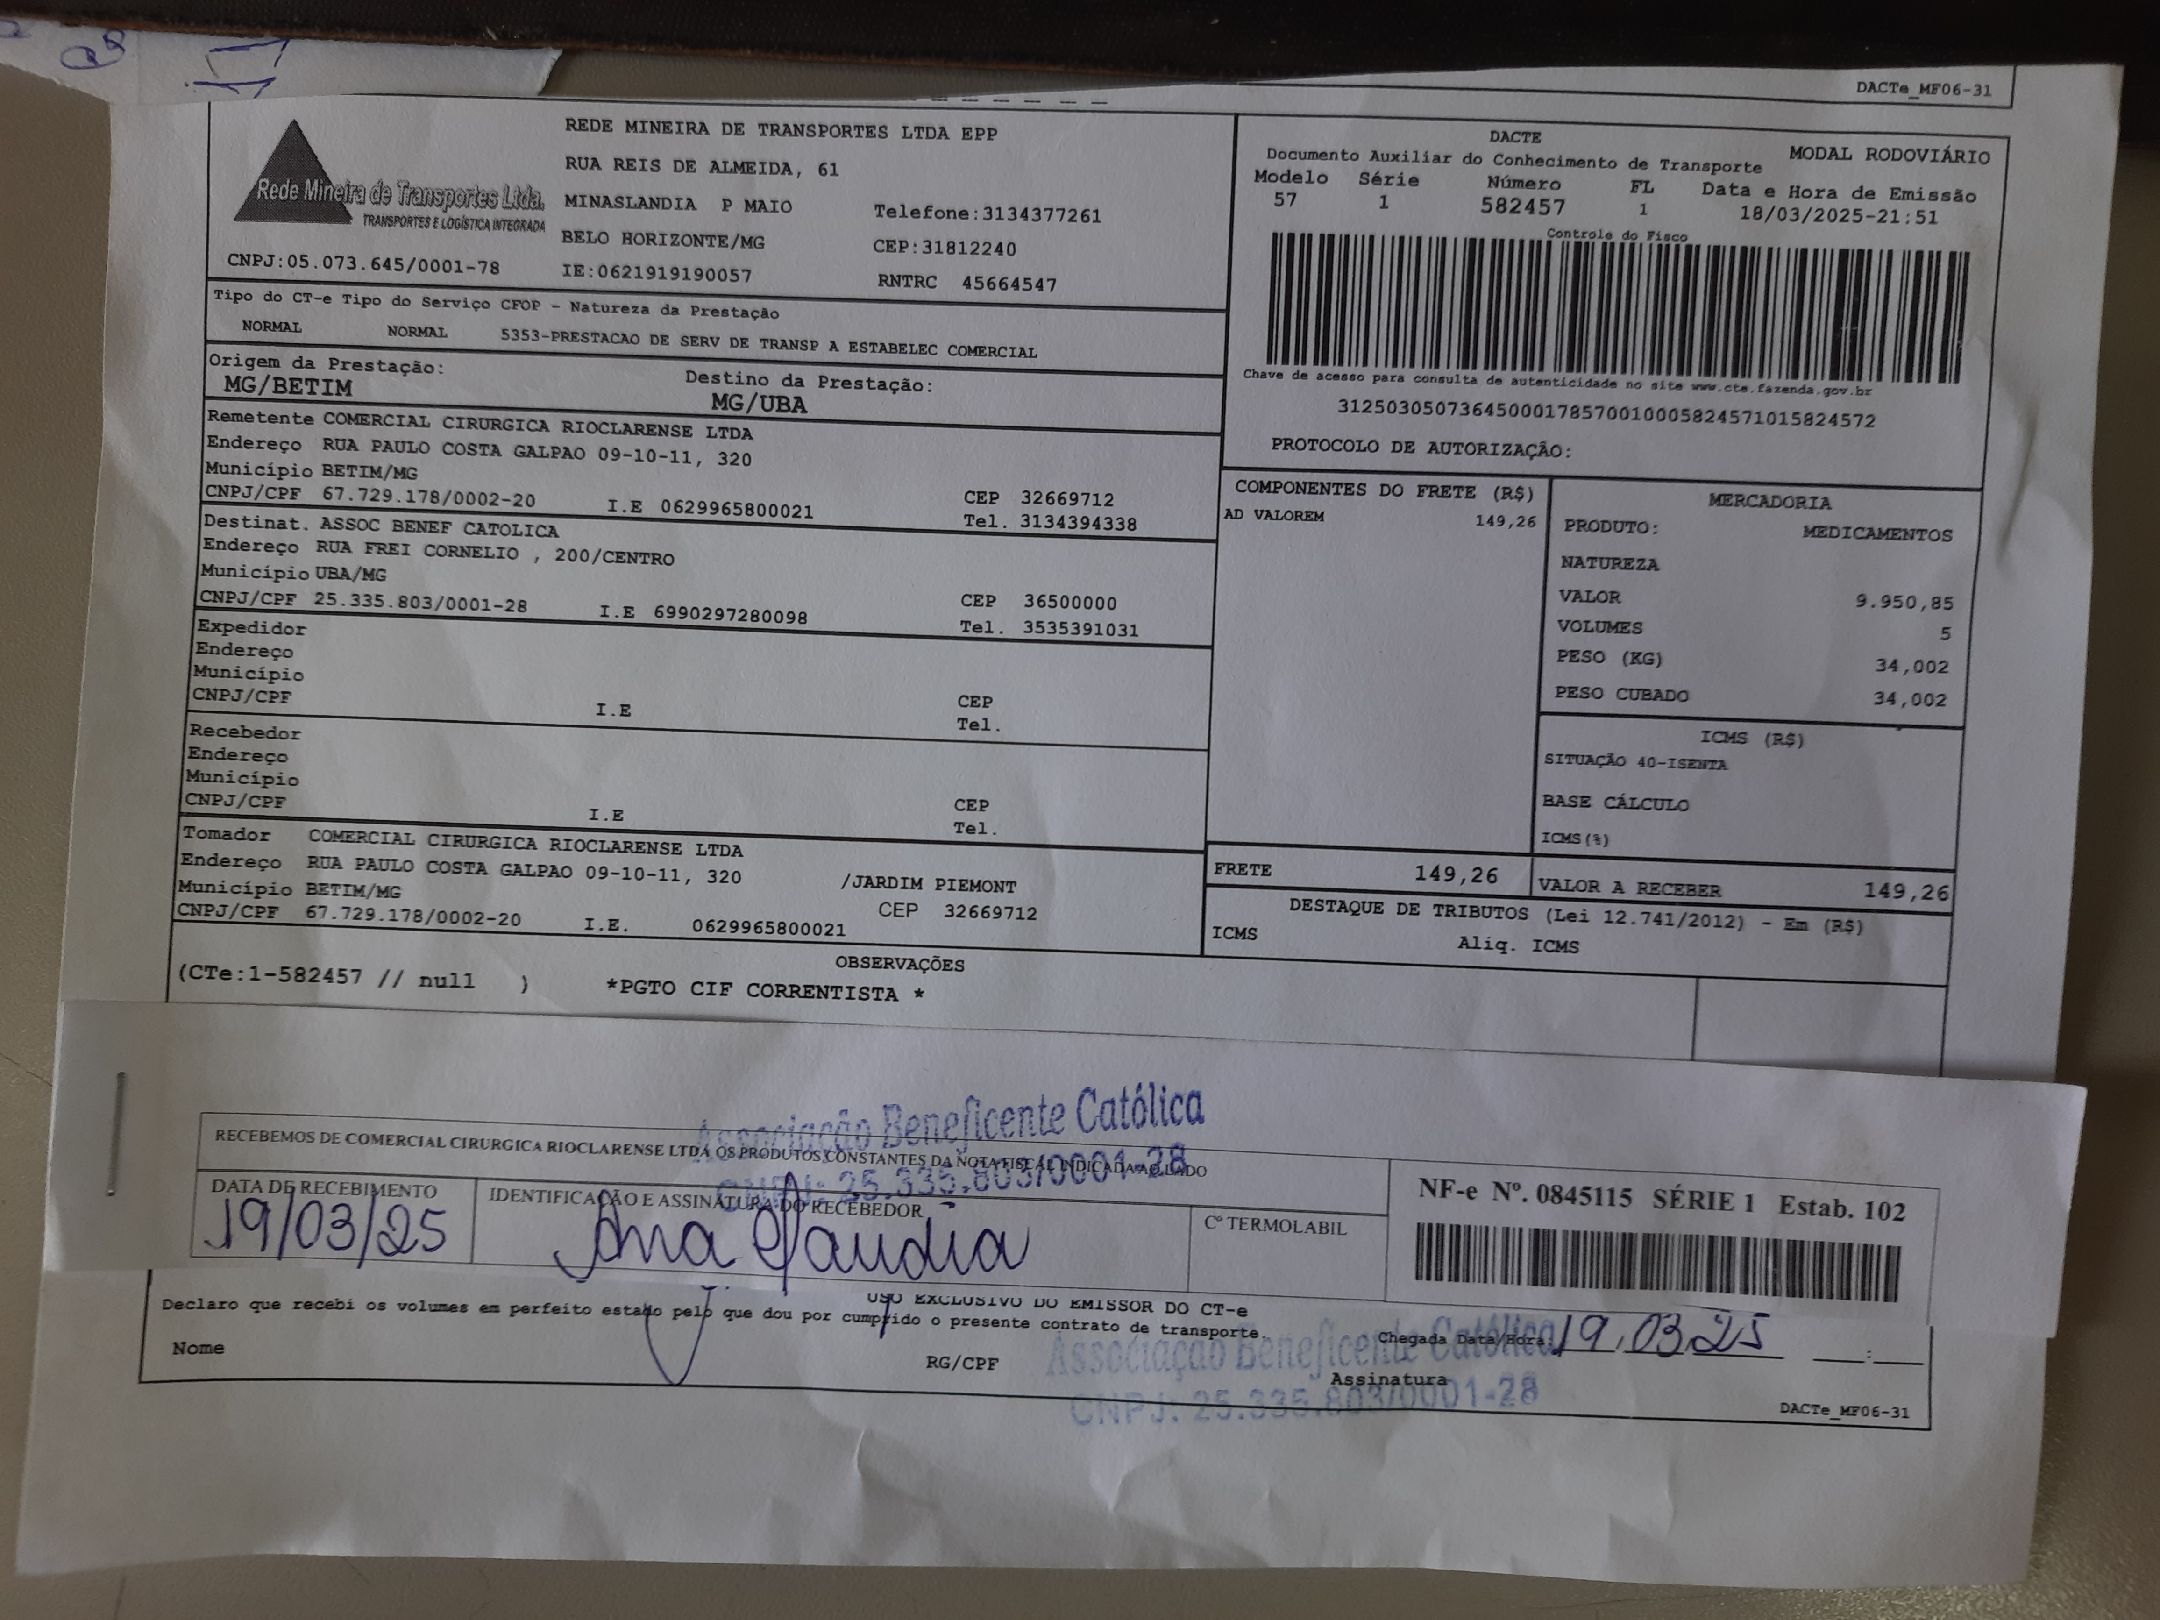 DACTe_MF06-31
Rede Mineira de Transportes Ltda.
TRANSPORTES E LOGÍSTICA INTEGRADA
CNPJ:05.073.645/0001-78
REDE MINEIRA DE TRANSPORTES LTDA EPP
RUA REIS DE ALMEIDA, 61
MINASLANDIA P MAIO Telefone:3134377261
BELO HORIZONTE/MG CEP:31812240
IE:0621919190057 RNTRC 45664547
DACTE MODAL RODOVIÁRIO
Documento Auxiliar do Conhecimento de Transporte
Modelo Série Número FL Data e Hora de Emissão
57 1 582457 1 18/03/2025-21:51
Controle do Fisco
Chave de acesso para consulta de autenticidade no site www.cte.fazenda.gov.br
31250305073645000178570010005824571015824572
PROTOCOLO DE AUTORIZAÇÃO:
Tipo do CT-e Tipo do Serviço CFOP - Natureza da Prestação
NORMAL NORMAL 5353-PRESTACAO DE SERV DE TRANSP A ESTABELEC COMERCIAL
Origem da Prestação: Destino da Prestação:
MG/BETIM MG/UBA
Remetente COMERCIAL CIRURGICA RIOCLARENSE LTDA
Endereço RUA PAULO COSTA GALPAO 09-10-11, 320
Município BETIM/MG CEP 32669712
CNPJ/CPF 67.729.178/0002-20 I.E 0629965800021 Tel. 3134394338
Destinat. ASSOC BENEF CATOLICA
Endereço RUA FREI CORNELIO , 200/CENTRO
Município UBA/MG CEP 36500000
CNPJ/CPF 25.335.803/0001-28 I.E 6990297280098 Tel. 3535391031
Expedidor
Endereço
Município CEP
CNPJ/CPF I.E Tel.
Recebedor
Endereço
Município CEP
CNPJ/CPF I.E Tel.
Tomador COMERCIAL CIRURGICA RIOCLARENSE LTDA
Endereço RUA PAULO COSTA GALPAO 09-10-11, 320 /JARDIM PIEMONT
Município BETIM/MG CEP 32669712
CNPJ/CPF 67.729.178/0002-20 I.E. 0629965800021
COMPONENTES DO FRETE (R$)
AD VALOREM 149,26
MERCADORIA
PRODUTO: MEDICAMENTOS
NATUREZA
VALOR 9.950,85
VOLUMES 5
PESO (KG) 34,002
PESO CUBADO 34,002
ICMS (R$)
SITUAÇÃO 40-ISENTA
BASE CÁLCULO
ICMS(%)
FRETE 149,26 VALOR A RECEBER 149,26
DESTAQUE DE TRIBUTOS (Lei 12.741/2012) - Em (R$)
ICMS Aliq. ICMS
OBSERVAÇÕES
(CTe:1-582457 // null ) *PGTO CIF CORRENTISTA *
Associação Beneficente Católica
CNPJ: 25.335.803/0001-28
RECEBEMOS DE COMERCIAL CIRURGICA RIOCLARENSE LTDA OS PRODUTOS CONSTANTES DA NOTA FISCAL INDICADA AO LADO
DATA DE RECEBIMENTO IDENTIFICAÇÃO E ASSINATURA DO RECEBEDOR Cº TERMOLABIL
19/03/25 Ana Claudia
NF-e Nº. 0845115 SÉRIE 1 Estab. 102
USO EXCLUSIVO DO EMISSOR DO CT-e
Declaro que recebi os volumes em perfeito estado pelo que dou por cumprido o presente contrato de transporte.
Chegada Data/Hora: 19.03.25 :
Nome RG/CPF Assinatura
Associação Beneficente Católica
CNPJ: 25.335.803/0001-28
DACTe_MF06-31